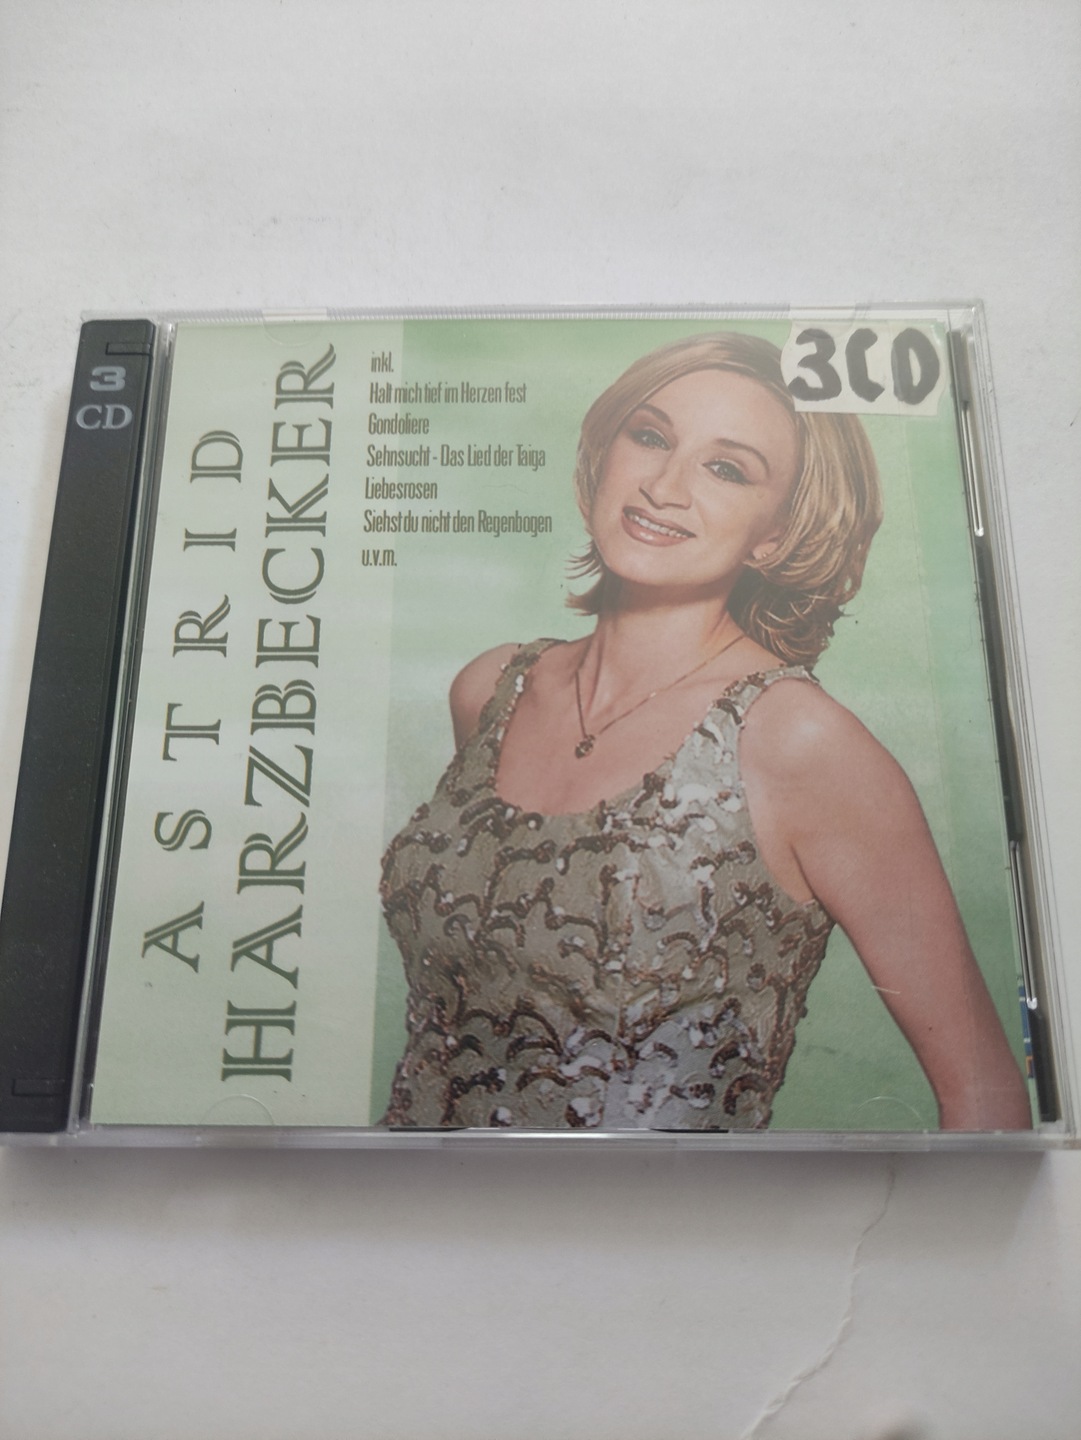 3
CD
ASTRID
HARZBECKER
inkl.
Halt mich tief im Herzen fest
Gondoliere
Sehnsucht - Das Lied der Taiga
Liebesrosen
Siehst du nicht den Regenbogen
u.v.m.
3CD